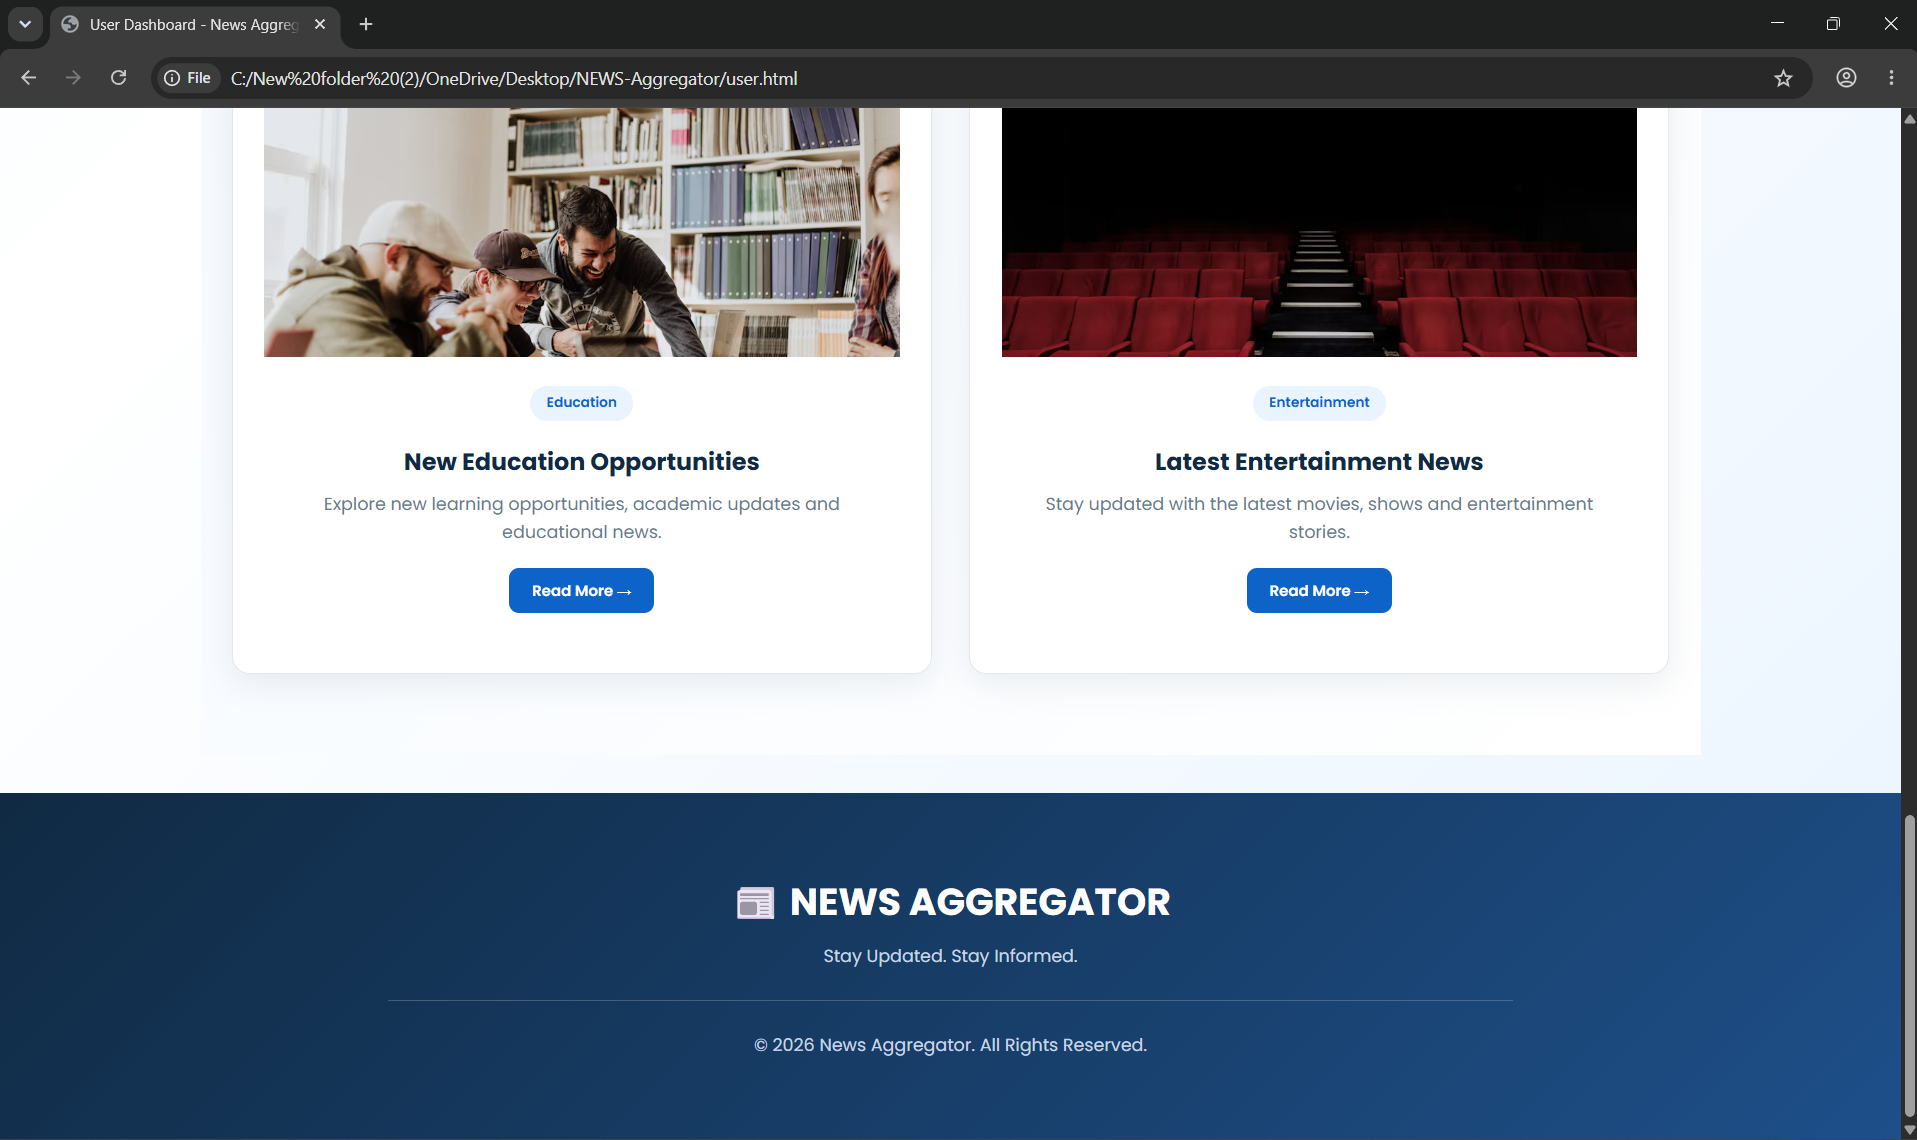 User Dashboard - News Aggreg
File
C:/New%20folder%20(2)/OneDrive/Desktop/NEWS-Aggregator/user.html
Education
New Education Opportunities
Explore new learning opportunities, academic updates and
educational news.
Read More →
Entertainment
Latest Entertainment News
Stay updated with the latest movies, shows and entertainment
stories.
Read More →
NEWS AGGREGATOR
Stay Updated. Stay Informed.
© 2026 News Aggregator. All Rights Reserved.